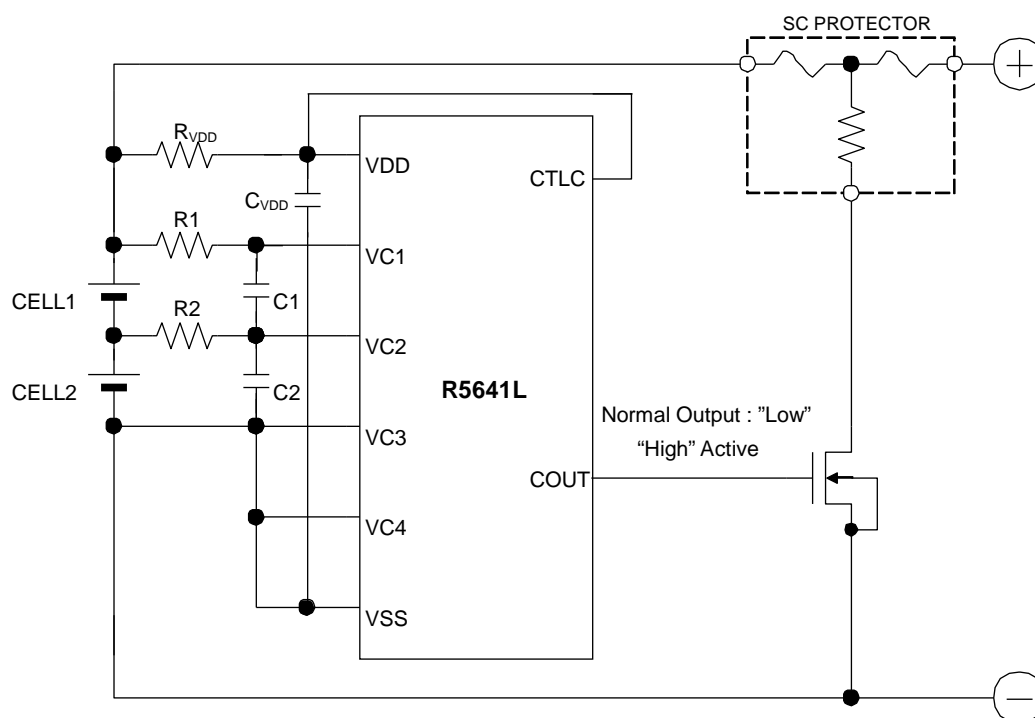 SC PROTECTOR
+
RVDD
VDD
CTLC
CVDD
R1
VC1
CELL1
C1
R2
VC2
CELL2
C2
R5641L
VC3
Normal Output : ”Low”
“High” Active
COUT
VC4
VSS
−